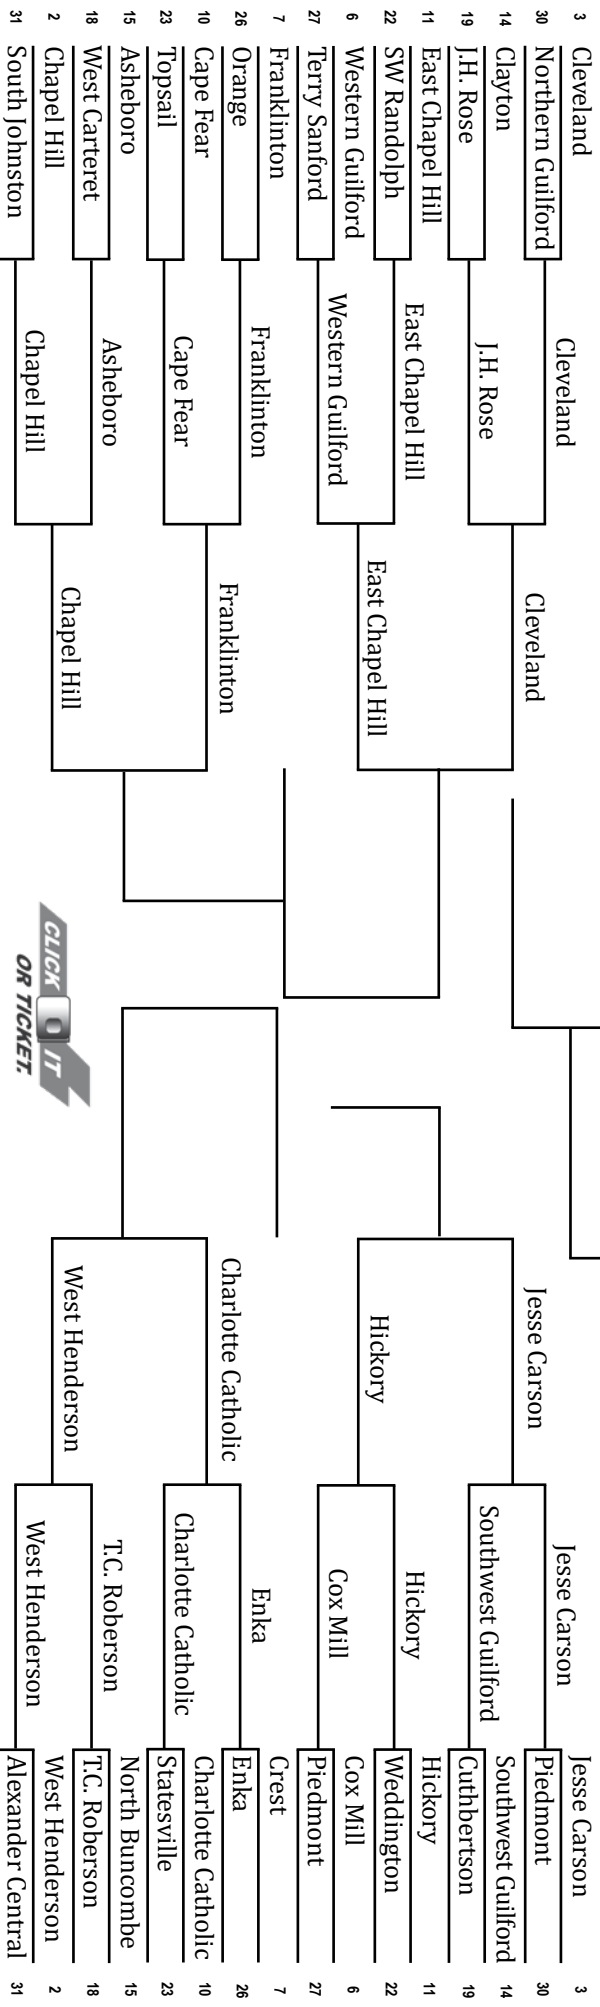 3 Cleveland
30 Northern Guilford
14 Clayton
19 J.H. Rose
11 East Chapel Hill
22 SW Randolph
6 Western Guilford
27 Terry Sanford
7 Franklinton
26 Orange
10 Cape Fear
23 Topsail
15 Asheboro
18 West Carteret
2 Chapel Hill
31 South Johnston
Cleveland
J.H. Rose
East Chapel Hill
Western Guilford
Franklinton
Cape Fear
Asheboro
Chapel Hill
Cleveland
East Chapel Hill
Franklinton
Chapel Hill
CLICK IT
OR TICKET.
Jesse Carson
Hickory
Charlotte Catholic
West Henderson
Jesse Carson
Southwest Guilford
Hickory
Cox Mill
Enka
Charlotte Catholic
T.C. Roberson
West Henderson
Jesse Carson 3
Piedmont 30
Southwest Guilford 14
Cuthbertson 19
Hickory 11
Weddington 22
Cox Mill 6
Piedmont 27
Crest 7
Enka 26
Charlotte Catholic 10
Statesville 23
North Buncombe 15
T.C. Roberson 18
West Henderson 2
Alexander Central 31